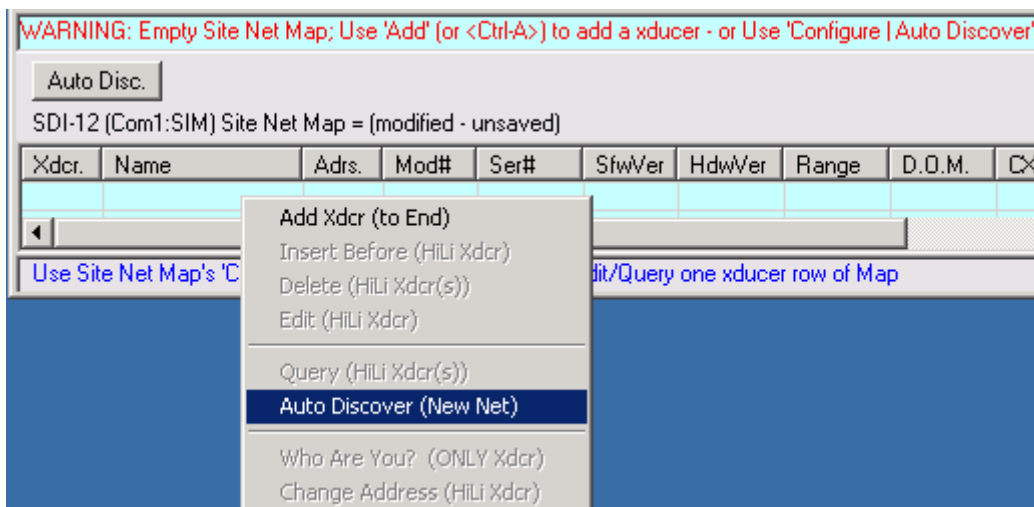 WARNING: Empty Site Net Map; Use 'Add' (or <Ctrl-A>) to add a xducer - or Use 'Configure | Auto Discover'
Auto Disc.
SDI-12 (Com1:SIM) Site Net Map = (modified - unsaved)
Xdcr. Name Adrs. Mod# Ser# SfwVer HdwVer Range D.O.M. CX
Add Xdcr (to End)
Insert Before (HiLi Xdcr)
Delete (HiLi Xdcr(s))
Use Site Net Map's 'C dit/Query one xducer row of Map
Edit (HiLi Xdcr)
Query (HiLi Xdcr(s))
Auto Discover (New Net)
Who Are You? (ONLY Xdcr)
Change Address (HiLi Xdcr)